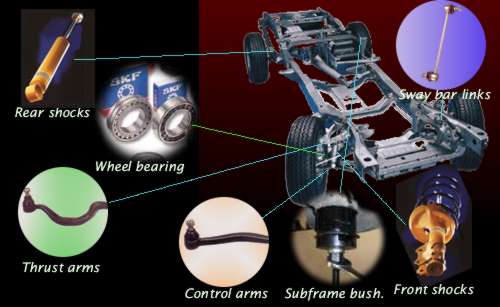 Sway bar links
Rear shocks
SKF
SKF
Wheel bearing
Thrust arms
Control arms
Subframe bush.
Front shocks